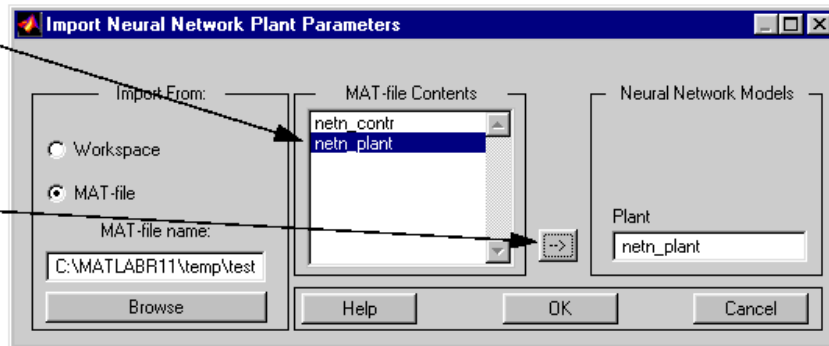 Import Neural Network Plant Parameters
Import From:
Workspace
MAT-file
MAT-file name:
C:\MATLABR11\temp\test
Browse
MAT-file Contents
netn_contr
netn_plant
-->
Neural Network Models
Plant
netn_plant
Help
OK
Cancel